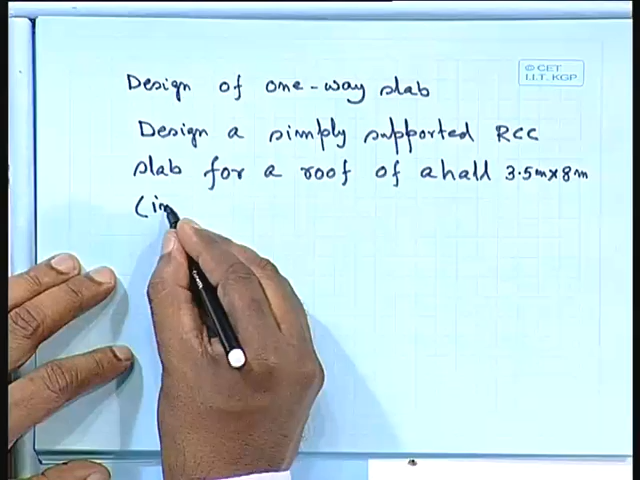 © CET
I.I.T. KGP
Design of one-way slab
Design a simply supported RCC
slab for a roof of a hall 3.5m×8m
(in